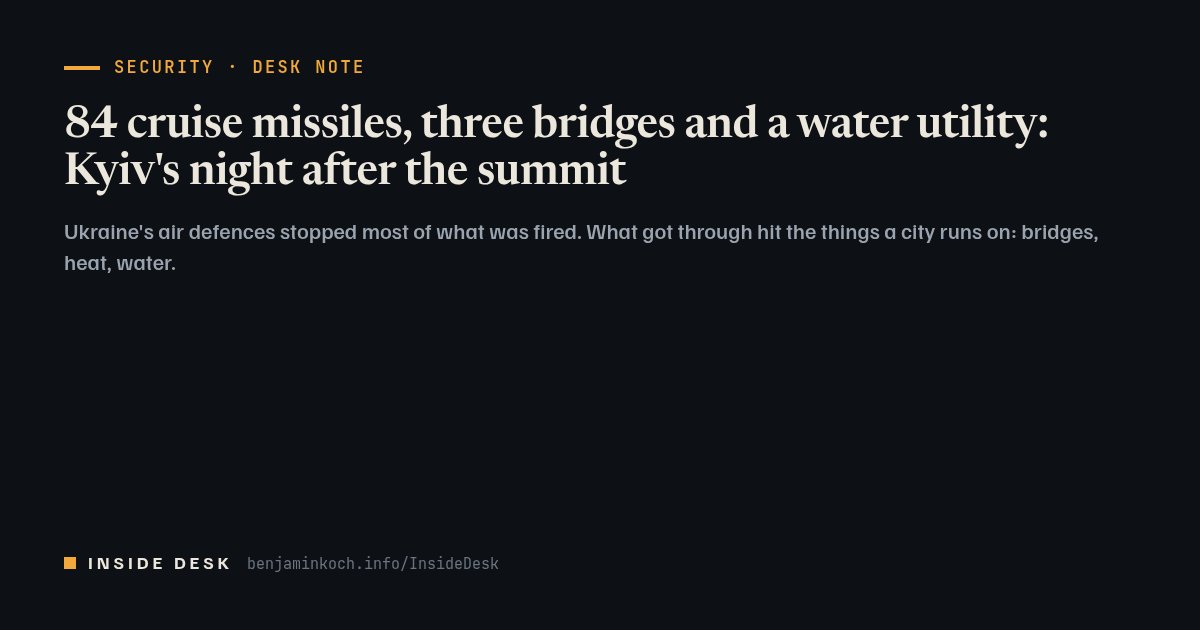 SECURITY · DESK NOTE
84 cruise missiles, three bridges and a water utility:
Kyiv's night after the summit
Ukraine's air defences stopped most of what was fired. What got through hit the things a city runs on: bridges,
heat, water.
INSIDE DESK benjaminkoch.info/InsideDesk